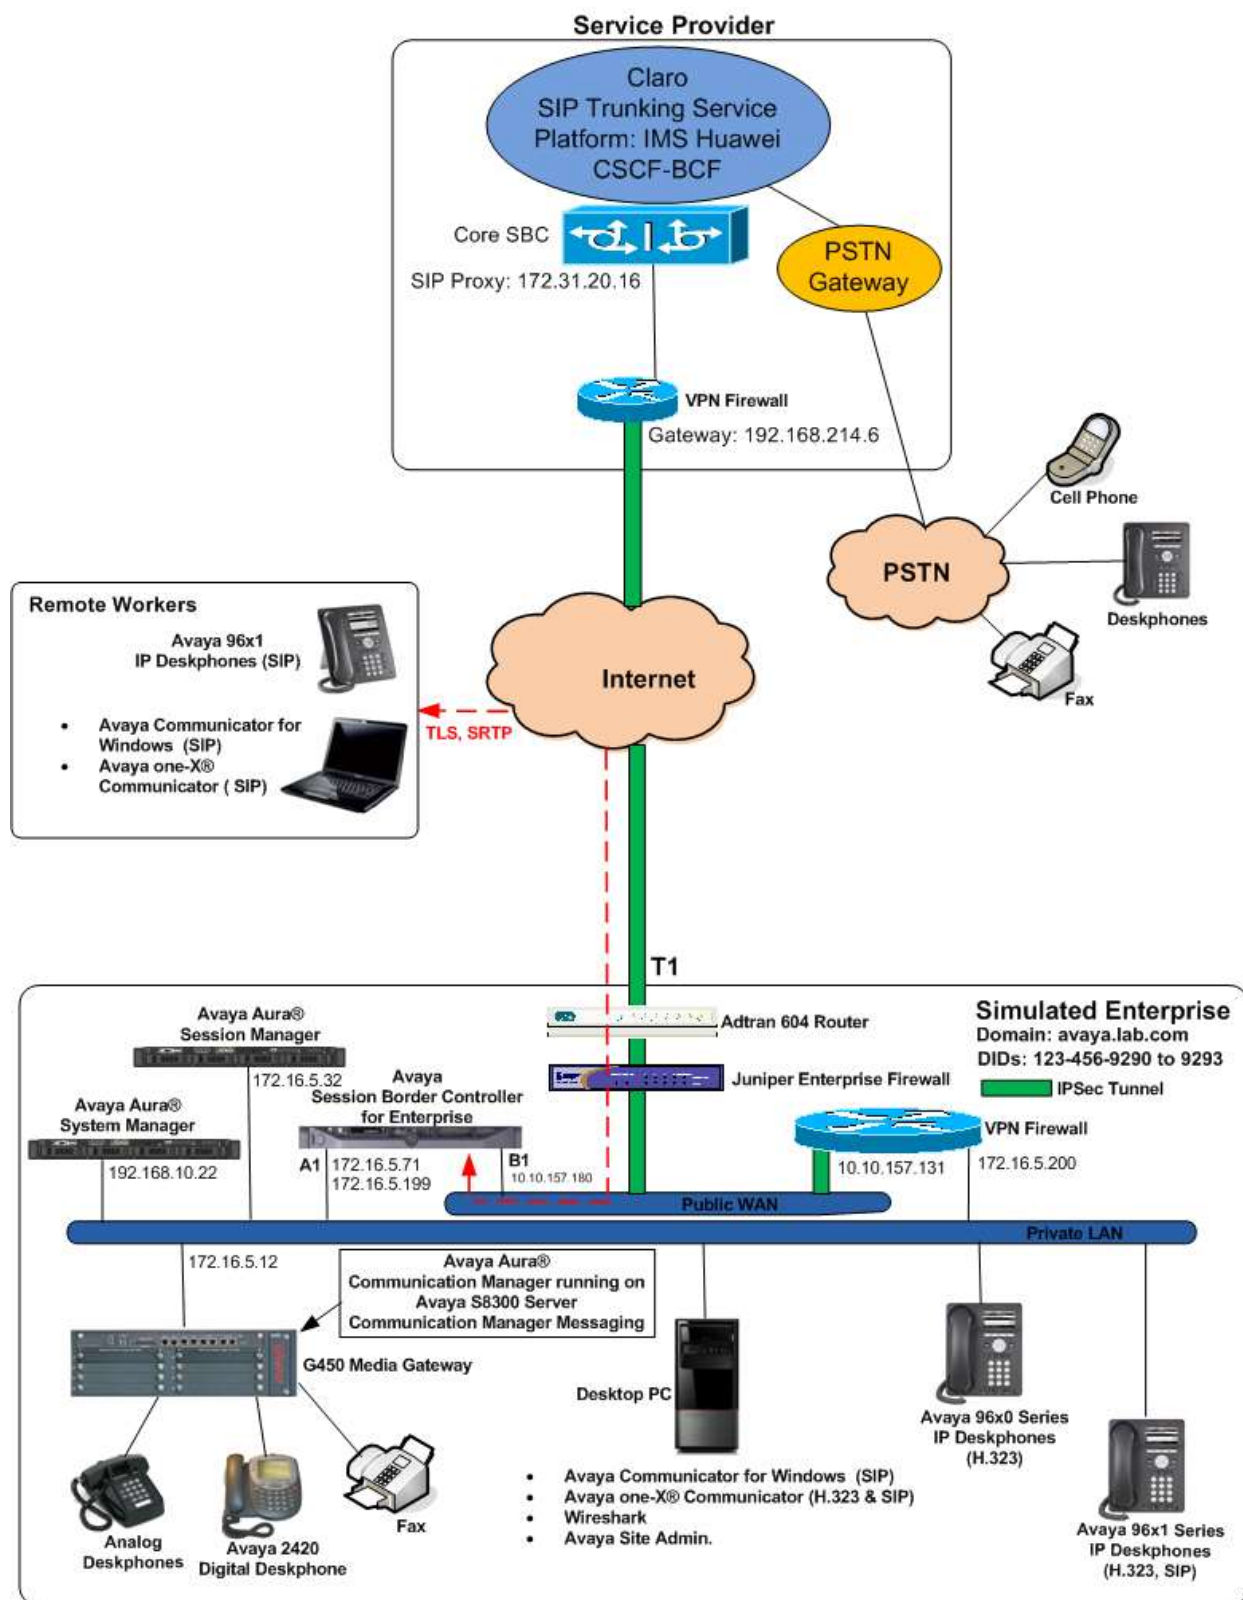 Service Provider
Claro
SIP Trunking Service
Platform: IMS Huawei
CSCF-BCF
Core SBC
SIP Proxy: 172.31.20.16
PSTN
Gateway
VPN Firewall
Gateway: 192.168.214.6
Cell Phone
PSTN
Deskphones
Fax
Remote Workers
Avaya 96x1
IP Deskphones (SIP)
• Avaya Communicator for
Windows (SIP)
• Avaya one-X®
Communicator ( SIP)
Internet
TLS, SRTP
T1
Simulated Enterprise
Domain: avaya.lab.com
DIDs: 123-456-9290 to 9293
IPSec Tunnel
Adtran 604 Router
Juniper Enterprise Firewall
Avaya Aura®
Session Manager
172.16.5.32
Avaya
Session Border Controller
for Enterprise
Avaya Aura®
System Manager
192.168.10.22
A1
172.16.5.71
172.16.5.199
B1
10.10.157.180
VPN Firewall
10.10.157.131
172.16.5.200
Public WAN
Private LAN
172.16.5.12
Avaya Aura®
Communication Manager running on
Avaya S8300 Server
Communication Manager Messaging
G450 Media Gateway
Desktop PC
Avaya 96x0 Series
IP Deskphones
(H.323)
Avaya 96x1 Series
IP Deskphones
(H.323, SIP)
• Avaya Communicator for Windows (SIP)
• Avaya one-X® Communicator (H.323 & SIP)
• Wireshark
• Avaya Site Admin.
Analog
Deskphones
Avaya 2420
Digital Deskphone
Fax